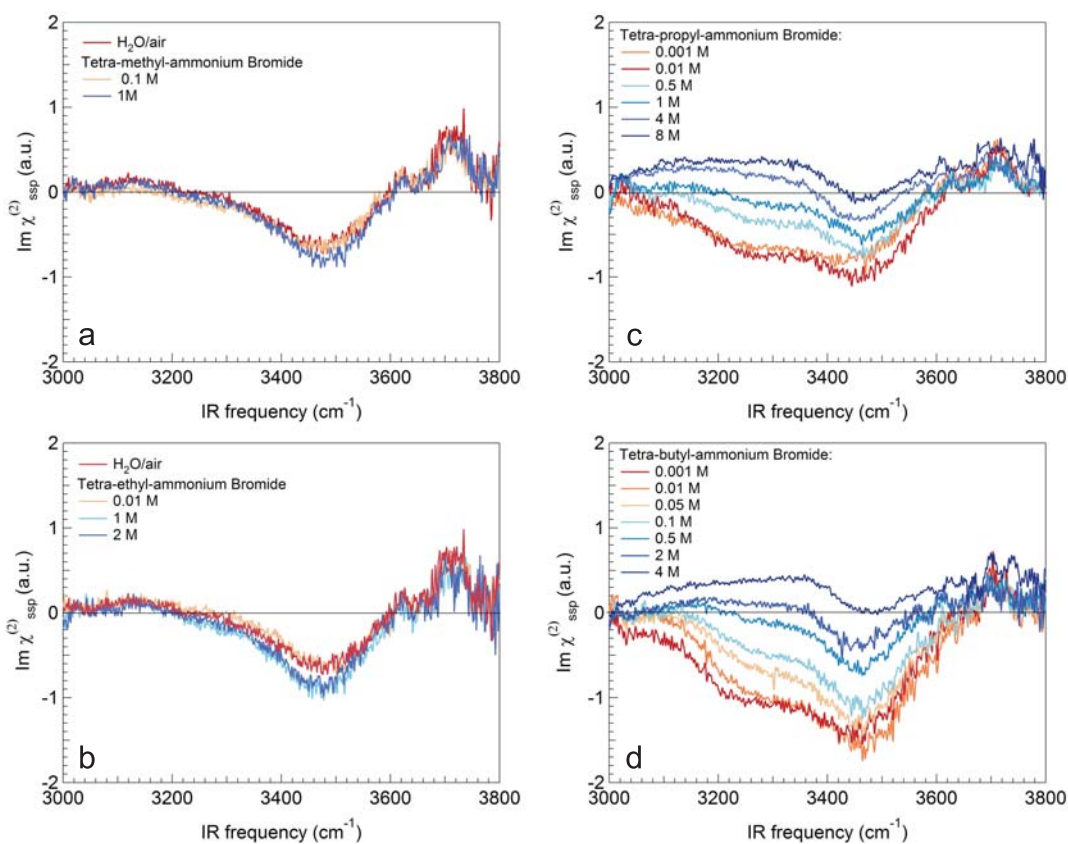 2
1
0
-1
-2
Im χ(2)ssp (a.u.)
H2O/air
Tetra-methyl-ammonium Bromide
0.1 M
1M
a
3000 3200 3400 3600 3800
IR frequency (cm-1)
2
1
0
-1
-2
Im χ(2)ssp (a.u.)
Tetra-propyl-ammonium Bromide:
0.001 M
0.01 M
0.5 M
1 M
4 M
8 M
c
3000 3200 3400 3600 3800
IR frequency (cm-1)
2
1
0
-1
-2
Im χ(2)ssp (a.u.)
H2O/air
Tetra-ethyl-ammonium Bromide
0.01 M
1 M
2 M
b
3000 3200 3400 3600 3800
IR frequency (cm-1)
2
1
0
-1
-2
Im χ(2)ssp (a.u.)
Tetra-butyl-ammonium Bromide:
0.001 M
0.01 M
0.05 M
0.1 M
0.5 M
2 M
4 M
d
3000 3200 3400 3600 3800
IR frequency (cm-1)